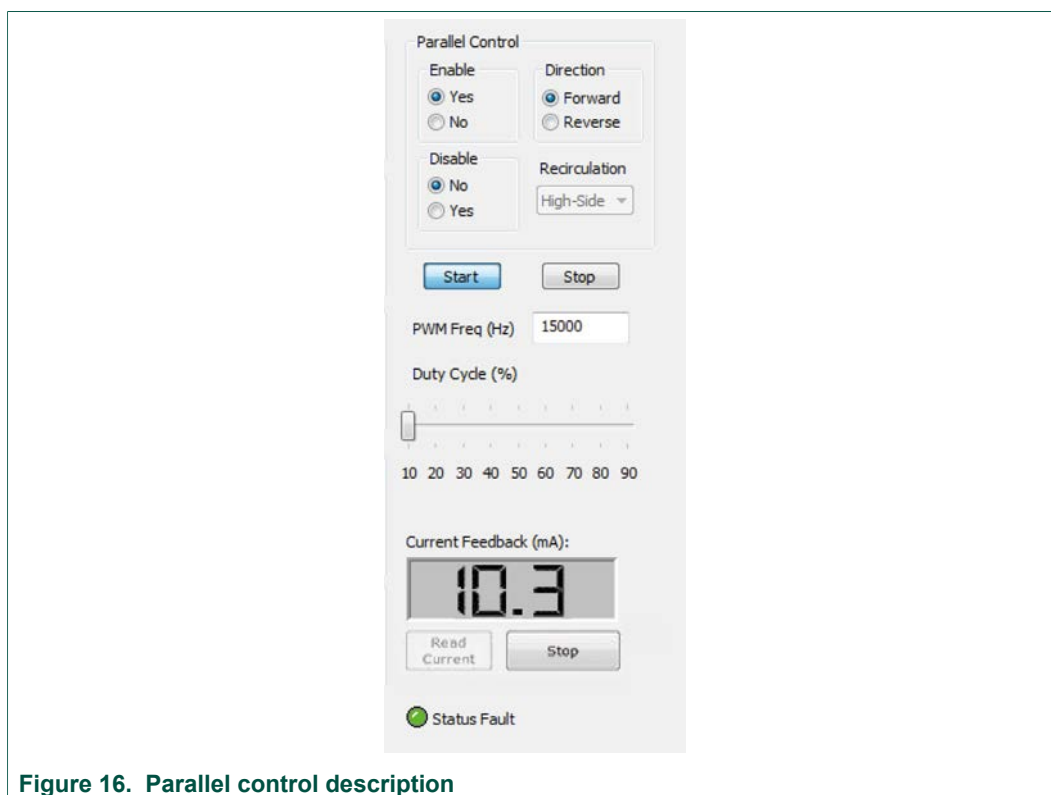 Parallel Control
Enable
Yes
No
Direction
Forward
Reverse
Disable
No
Yes
Recirculation
High-Side
Start Stop
PWM Freq (Hz) 15000
Duty Cycle (%)
10 20 30 40 50 60 70 80 90
Current Feedback (mA):
10.3
Read
Current
Stop
Status Fault
Figure 16. Parallel control description